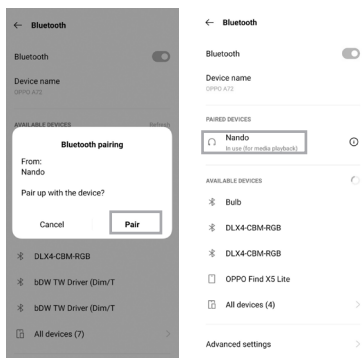 ← Bluetooth
Bluetooth
Device name
OPPO A72
AVAILABLE DEVICES Refresh
Bluetooth pairing
From:
Nando
Pair up with the device?
Cancel Pair
DLX4-CBM-RGB
bDW TW Driver (Dim/T
bDW TW Driver (Dim/T
All devices (7)
← Bluetooth
Bluetooth
Device name
OPPO A72
PAIRED DEVICES
Nando
In use (for media playback)
AVAILABLE DEVICES
Bulb
DLX4-CBM-RGB
DLX4-CBM-RGB
OPPO Find X5 Lite
All devices (4)
Advanced settings